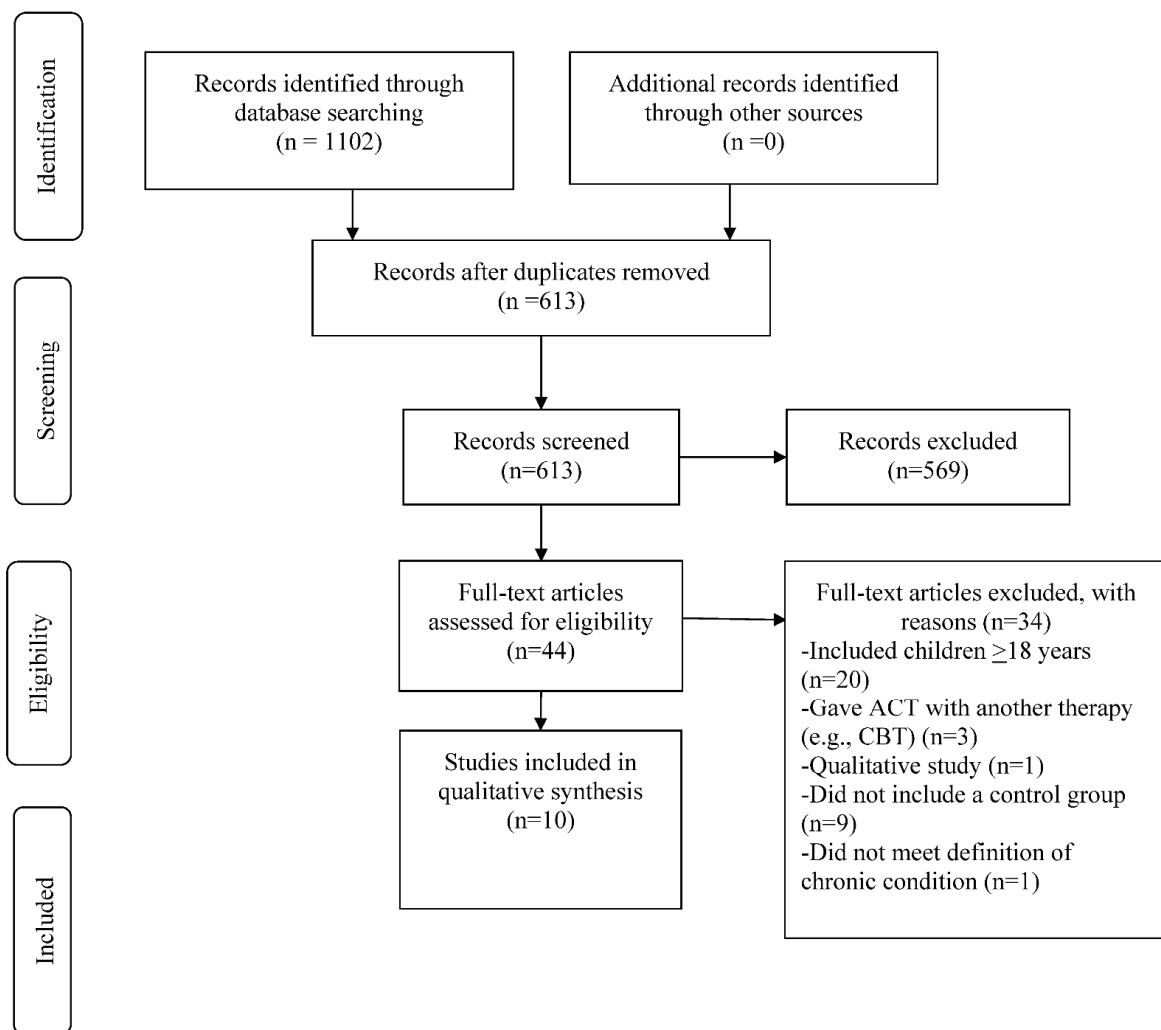 Identification
Records identified through
database searching
(n = 1102)
Additional records identified
through other sources
(n =0)
Screening
Records after duplicates removed
(n =613)
Records screened
(n=613)
Records excluded
(n=569)
Eligibility
Full-text articles
assessed for eligibility
(n=44)
Full-text articles excluded, with
reasons (n=34)
-Included children ≥18 years
(n=20)
-Gave ACT with another therapy
(e.g., CBT) (n=3)
-Qualitative study (n=1)
-Did not include a control group
(n=9)
-Did not meet definition of
chronic condition (n=1)
Included
Studies included in
qualitative synthesis
(n=10)